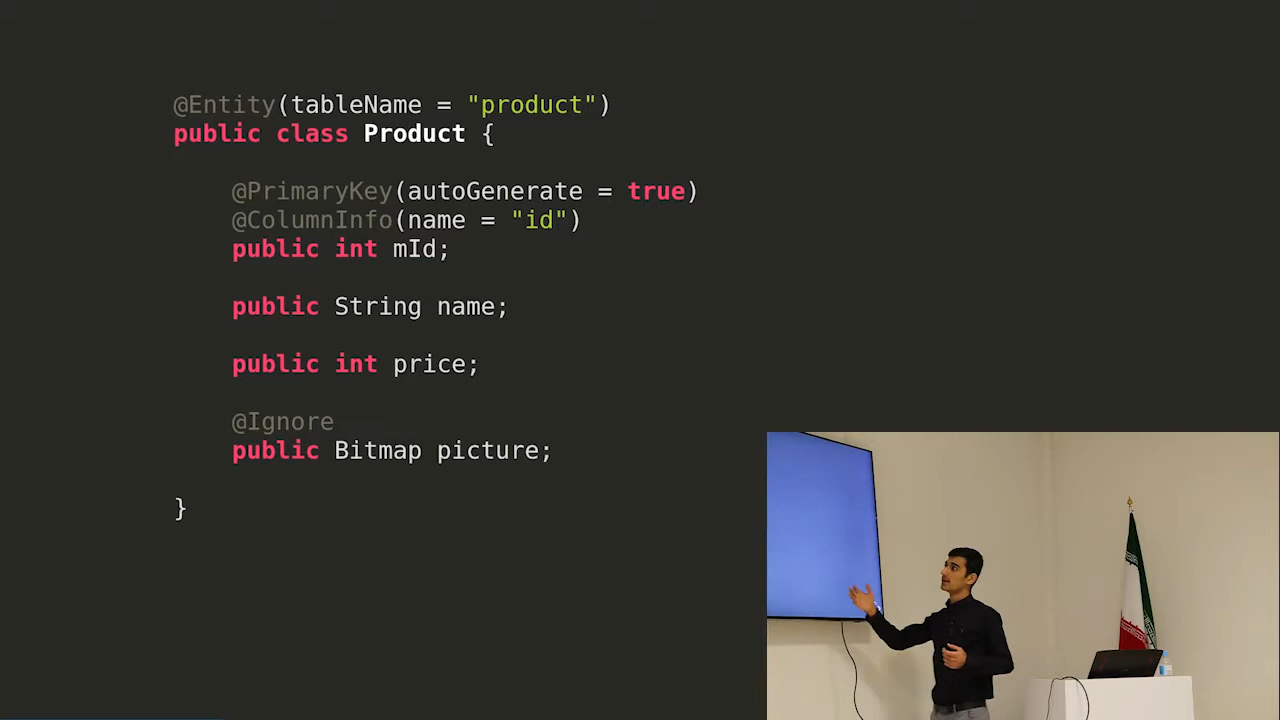 @Entity(tableName = "product")
public class Product {
@PrimaryKey(autoGenerate = true)
@ColumnInfo(name = "id")
public int mId;
public String name;
public int price;
@Ignore
public Bitmap picture;
}